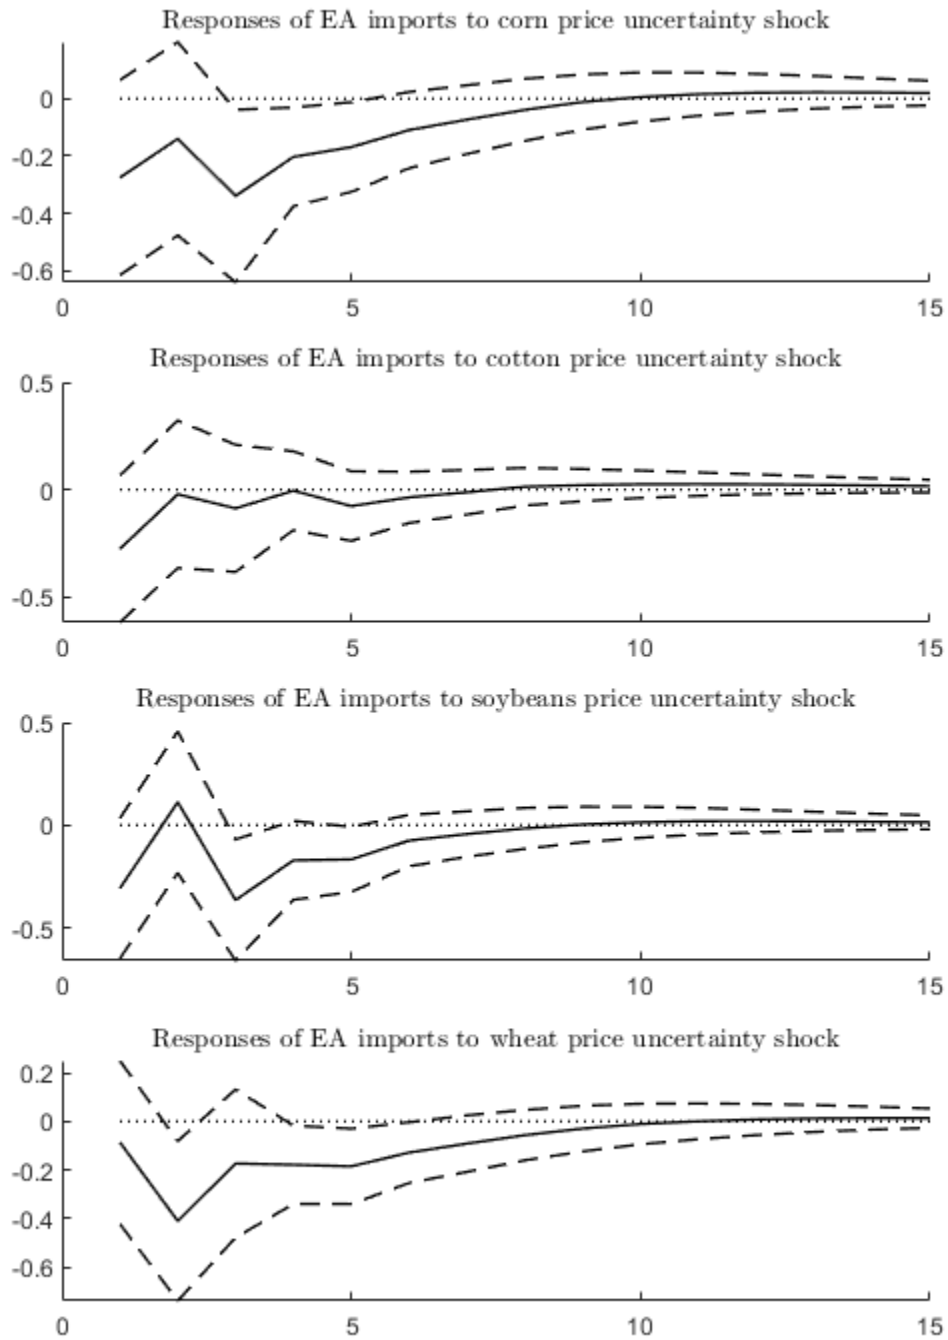 Responses of EA imports to corn price uncertainty shock
0
-0.2
-0.4
-0.6
0 5 10 15
Responses of EA imports to cotton price uncertainty shock
0.5
0
-0.5
0 5 10 15
Responses of EA imports to soybeans price uncertainty shock
0.5
0
-0.5
0 5 10 15
Responses of EA imports to wheat price uncertainty shock
0.2
0
-0.2
-0.4
-0.6
0 5 10 15